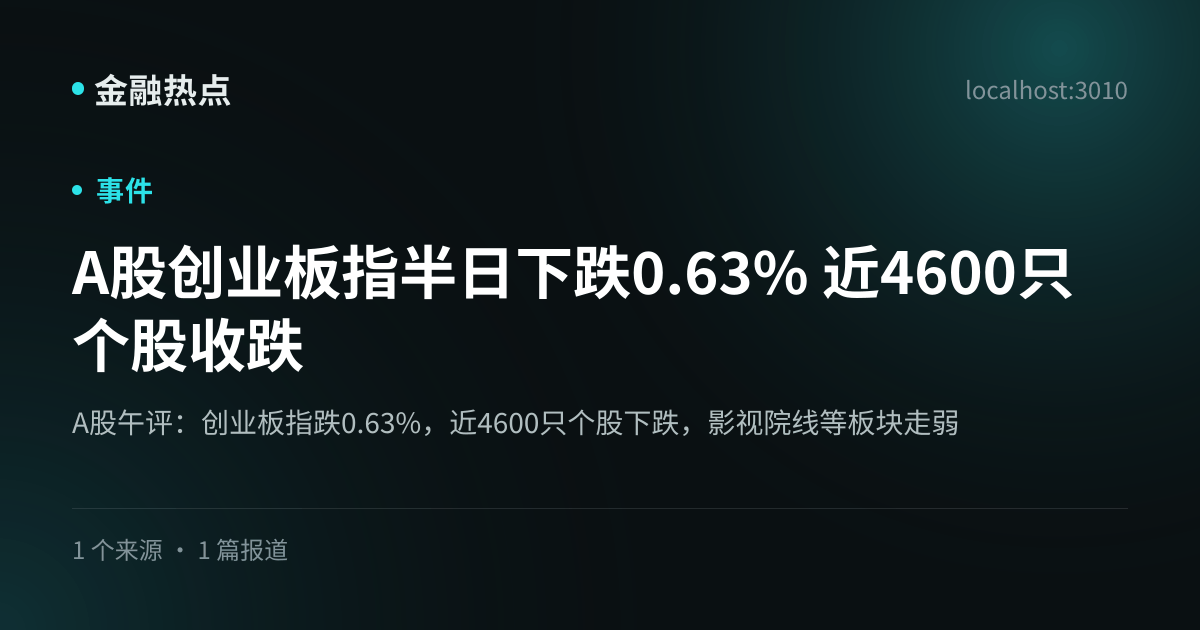 金融热点
localhost:3010
事件
A股创业板指半日下跌0.63% 近4600只
个股收跌
A股午评：创业板指跌0.63%，近4600只个股下跌，影视院线等板块走弱
1 个来源 · 1 篇报道